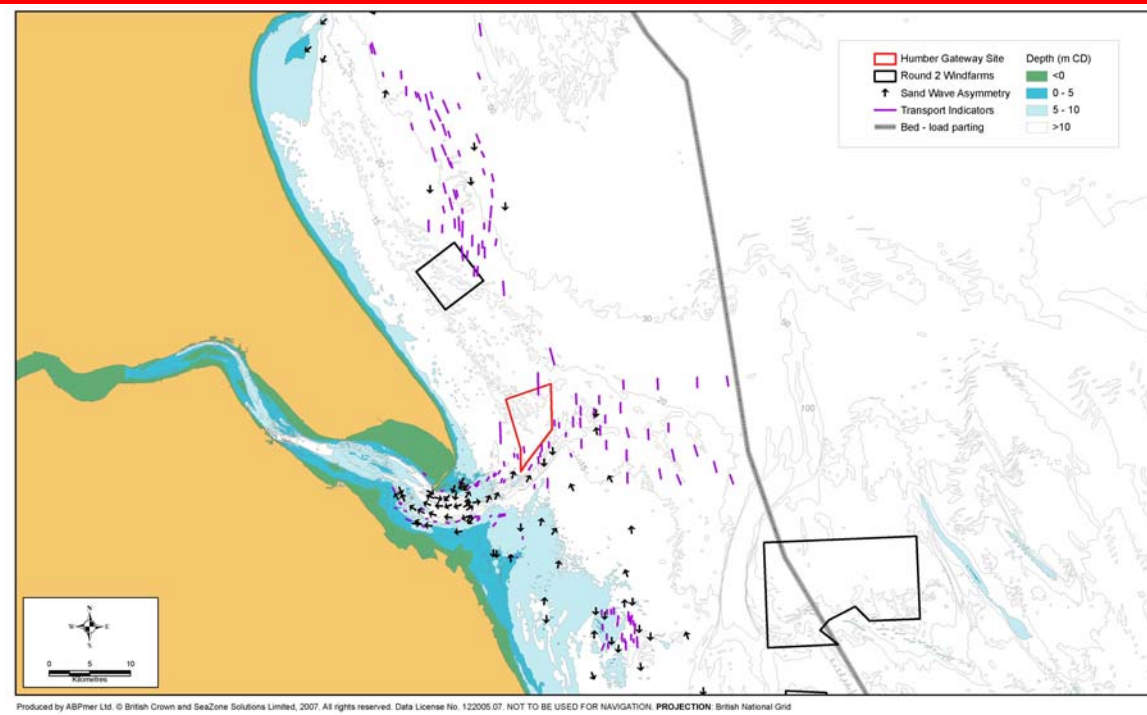 Humber Gateway Site
Round 2 Windfarms
Sand Wave Asymmetry
Transport Indicators
Bed - load parting
Depth (m CD)
<0
0 - 5
5 - 10
>10
30
50
100
20
15
N
W
E
S
0 5 10
Kilometres
Produced by ABPmer Ltd. © British Crown and SeaZone Solutions Limited, 2007. All rights reserved. Data License No. 122005.07. NOT TO BE USED FOR NAVIGATION. PROJECTION: British National Grid